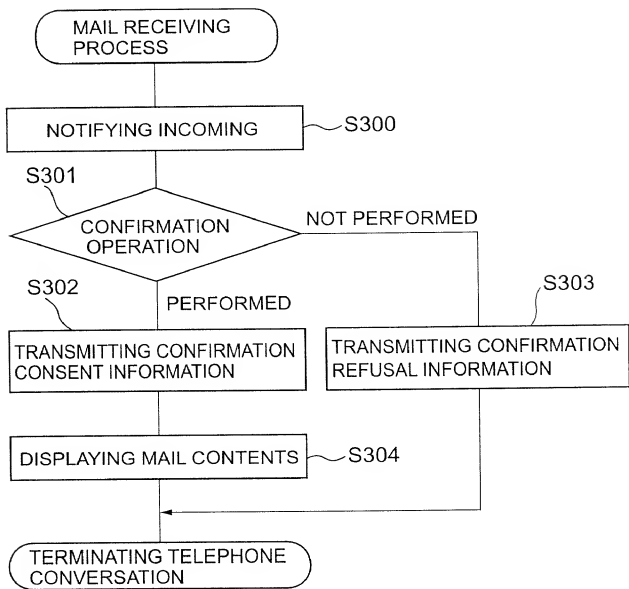 MAIL RECEIVING
PROCESS
NOTIFYING INCOMING
S300
S301
CONFIRMATION
OPERATION
NOT PERFORMED
S302
PERFORMED
S303
TRANSMITTING CONFIRMATION
CONSENT INFORMATION
TRANSMITTING CONFIRMATION
REFUSAL INFORMATION
DISPLAYING MAIL CONTENTS
S304
TERMINATING TELEPHONE
CONVERSATION